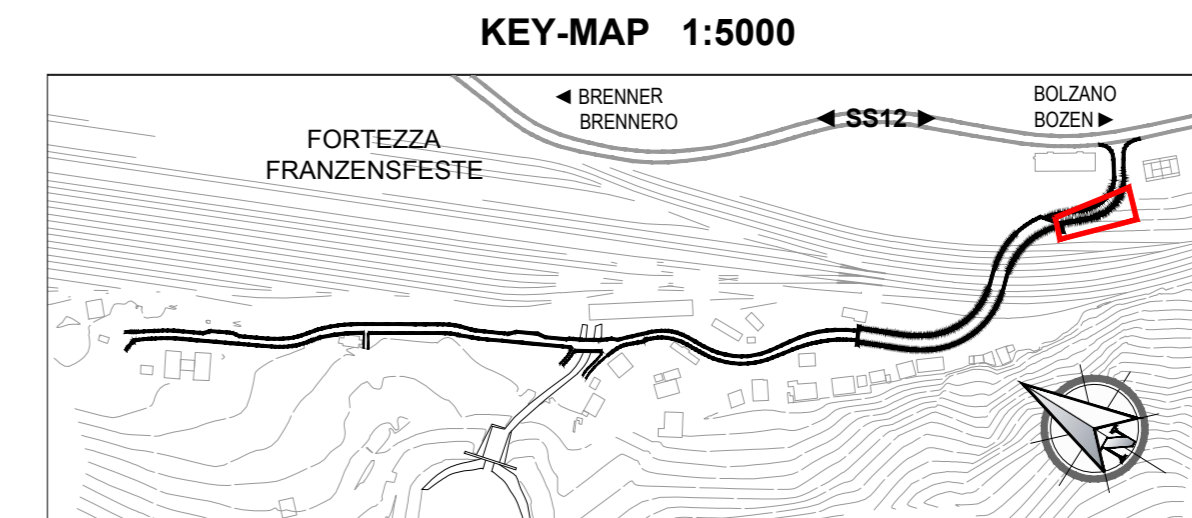 KEY-MAP 1:5000
◄ BRENNER
BRENNERO
BOLZANO
BOZEN ►
◄ SS12 ►
FORTEZZA
FRANZENSFESTE